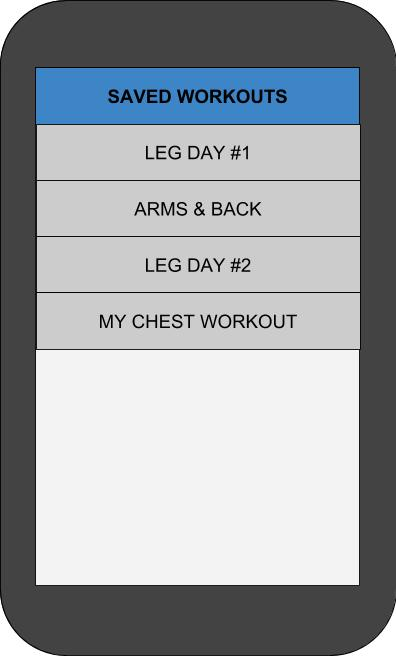 SAVED WORKOUTS
LEG DAY #1
ARMS & BACK
LEG DAY #2
MY CHEST WORKOUT